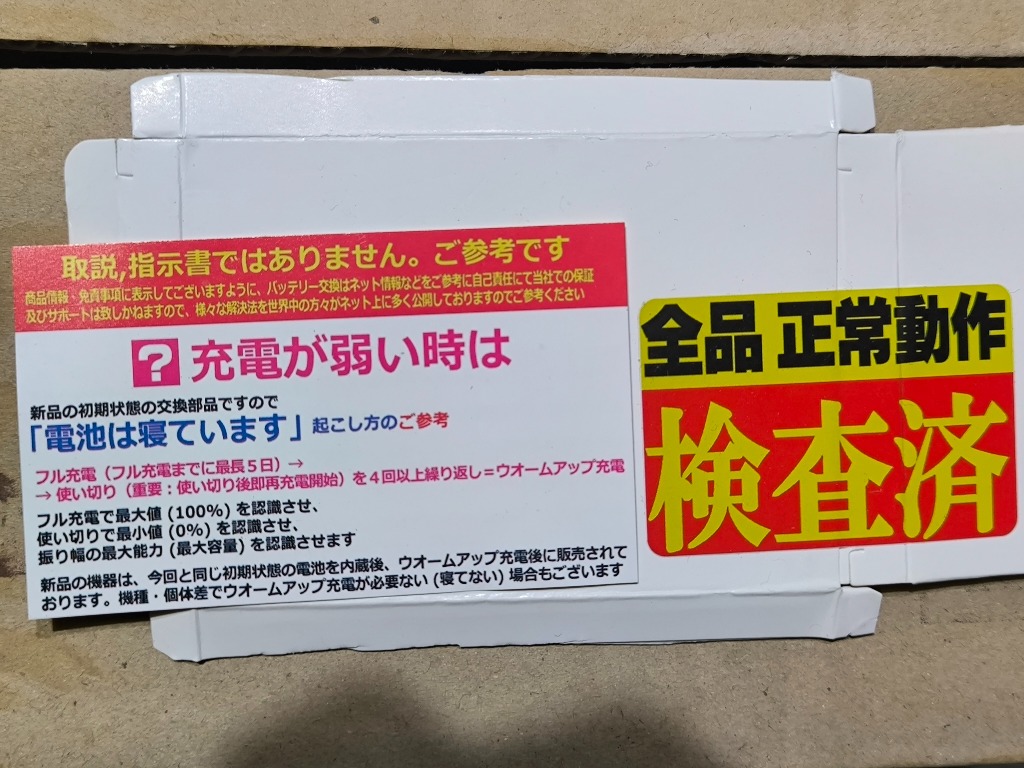 取説,指示書ではありません。ご参考です
商品情報・免責事項に表示してございますように、バッテリー交換はネット情報などをご参考に自己責任にて当社での保証
及びサポートは致しかねますので、様々な解決法を世界中の方々がネット上に多く公開しておりますのでご参考ください
? 充電が弱い時は
新品の初期状態の交換部品ですので
「電池は寝ています」起こし方のご参考
フル充電（フル充電までに最長５日）→
→ 使い切り（重要：使い切り後即再充電開始）を４回以上繰り返し＝ウオームアップ充電
フル充電で最大値 (100%) を認識させ、
使い切りで最小値 (0%) を認識させ、
振り幅の最大能力 (最大容量) を認識させます
新品の機器は、今回と同じ初期状態の電池を内蔵後、ウオームアップ充電後に販売されて
おります。機種・個体差でウオームアップ充電が必要ない (寝てない) 場合もございます
全品 正常動作
検査済